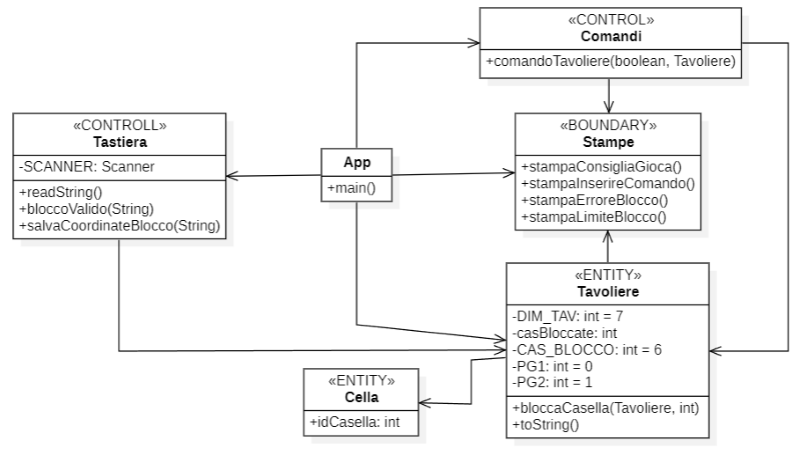 «CONTROL»
Comandi
+comandoTavoliere(boolean, Tavoliere)
«CONTROLL»
Tastiera
-SCANNER: Scanner
+readString()
+bloccoValido(String)
+salvaCoordinateBlocco(String)
App
+main()
«BOUNDARY»
Stampe
+stampaConsigliaGioca()
+stampaInserireComando()
+stampaErroreBlocco()
+stampaLimiteBlocco()
«ENTITY»
Tavoliere
-DIM_TAV: int = 7
-casBloccate: int
-CAS_BLOCCO: int = 6
-PG1: int = 0
-PG2: int = 1
+bloccaCasella(Tavoliere, int)
+toString()
«ENTITY»
Cella
+idCasella: int